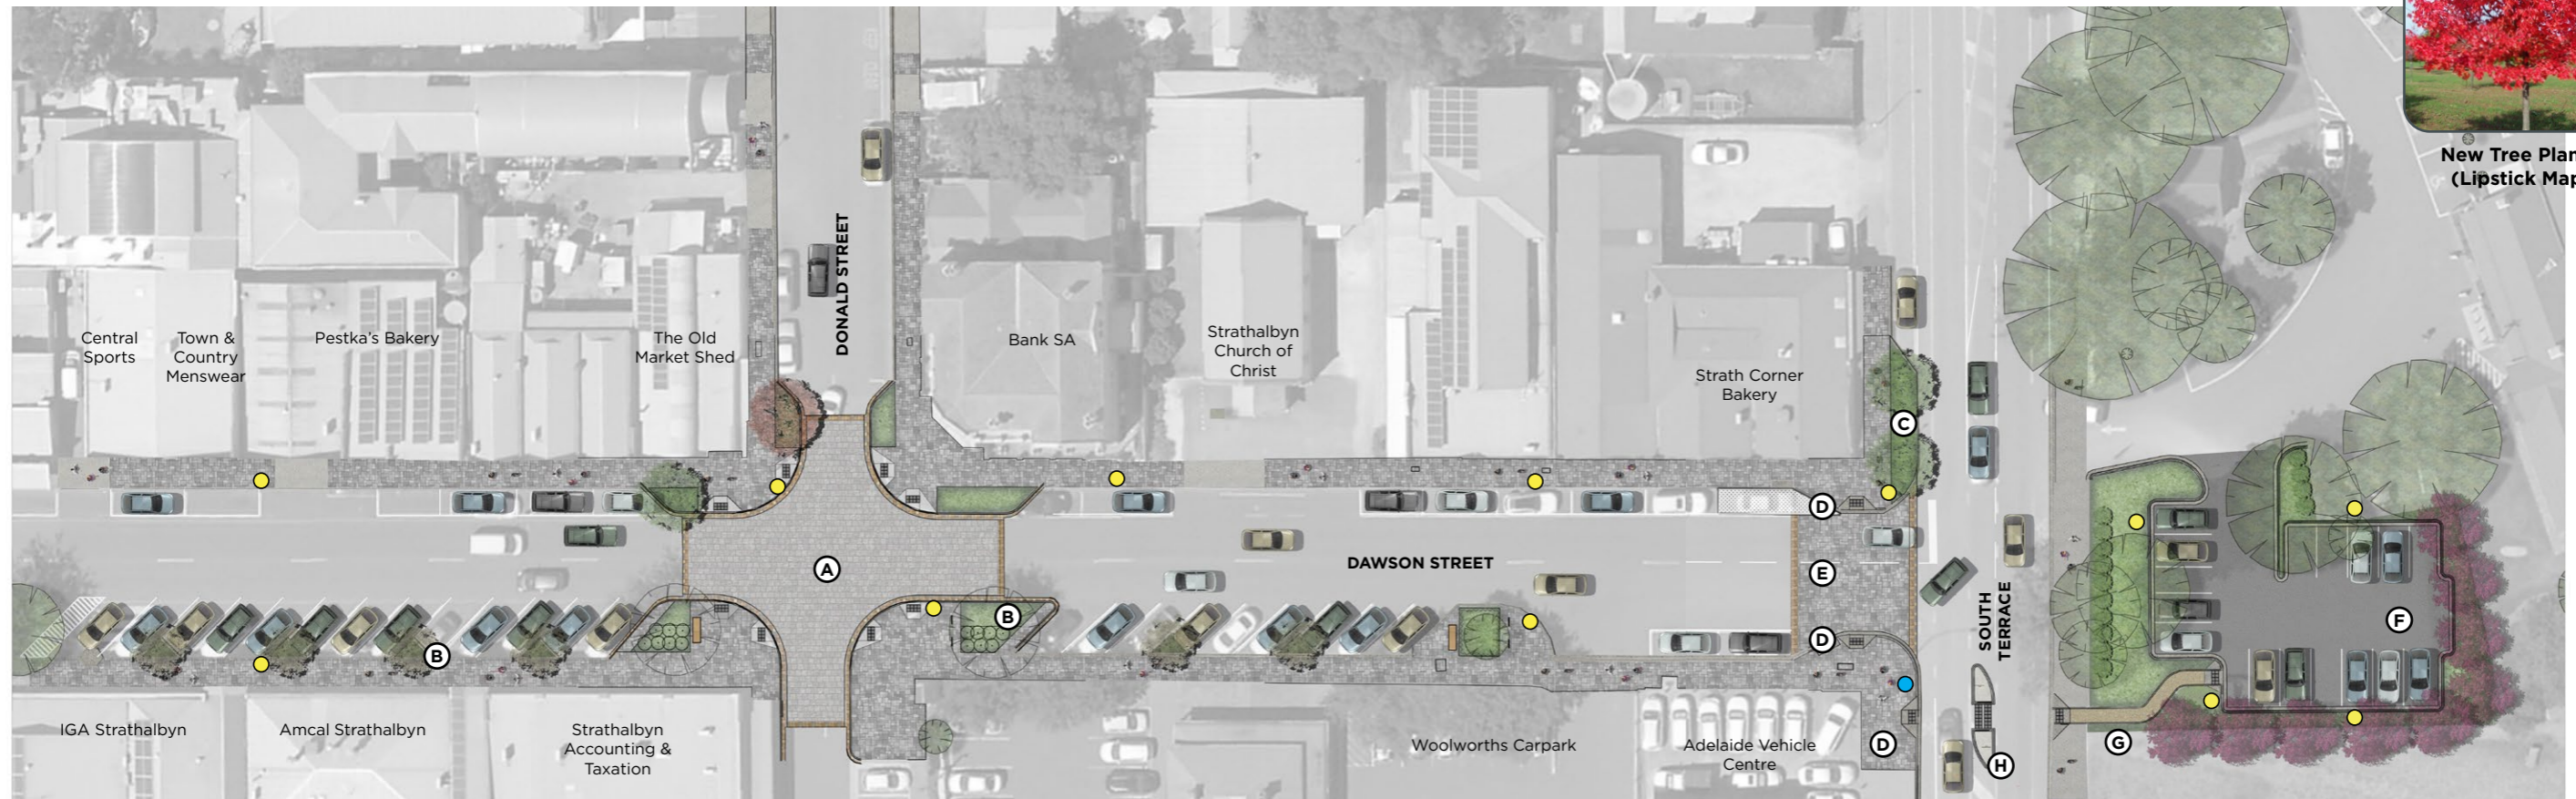 New Tree Plan
(Lipstick Map
DONALD STREET
Central
Sports
Town &
Country
Menswear
Pestka's Bakery
The Old
Market Shed
Bank SA
Strathalbyn
Church of
Christ
Strath Corner
Bakery
C
D
A
DAWSON STREET
E
SOUTH
TERRACE
B
B
D
F
IGA Strathalbyn
Amcal Strathalbyn
Strathalbyn
Accounting &
Taxation
Woolworths Carpark
Adelaide Vehicle
Centre
D
G
H